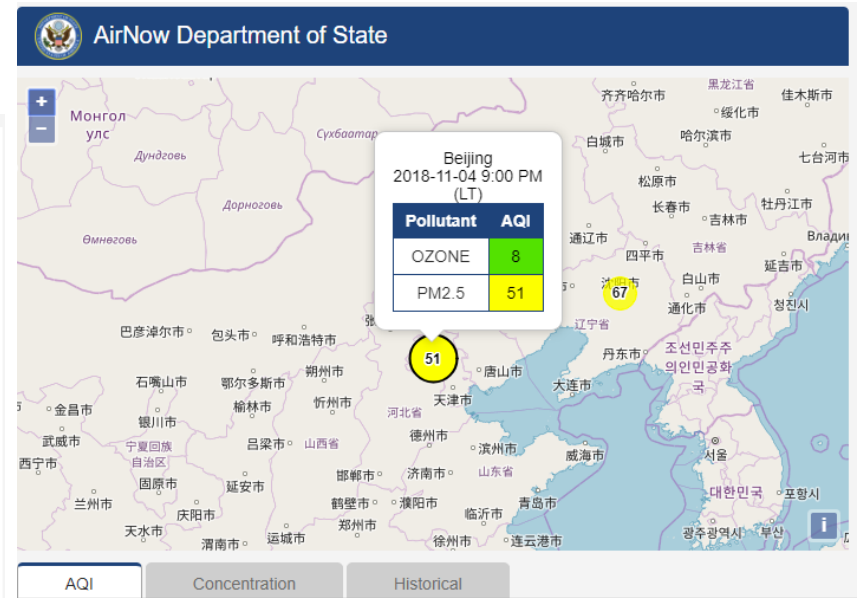 AirNow Department of State
+
−
Монгол
улс
Дундговь
Сүхбаатар
Дорноговь
Өмнөговь
齐齐哈尔市
黑龙江省
佳木斯市
绥化市
白城市
哈尔滨市
七台河市
松原市
长春市
牡丹江市
吉林市
通辽市
四平市
吉林省
延吉市
白山市
沈阳市
67
通化市
청진시
辽宁省
Beijing
2018-11-04 9:00 PM
(LT)
Pollutant AQI
OZONE 8
PM2.5 51
51
巴彦淖尔市
包头市
呼和浩特市
丹东市
조선민주주
의인민공화
국
朔州市
唐山市
大连市
石嘴山市
鄂尔多斯市
天津市
金昌市
榆林市
忻州市
河北省
银川市
武威市
宁夏回族
自治区
吕梁市
山西省
德州市
滨州市
威海市
서울
西宁市
固原市
延安市
邯郸市
济南市
山东省
兰州市
庆阳市
鹤壁市
濮阳市
临沂市
青岛市
대한민국
포항시
天水市
渭南市
运城市
郑州市
徐州市
连云港市
광주광역시
부산
i
AQI
Concentration
Historical